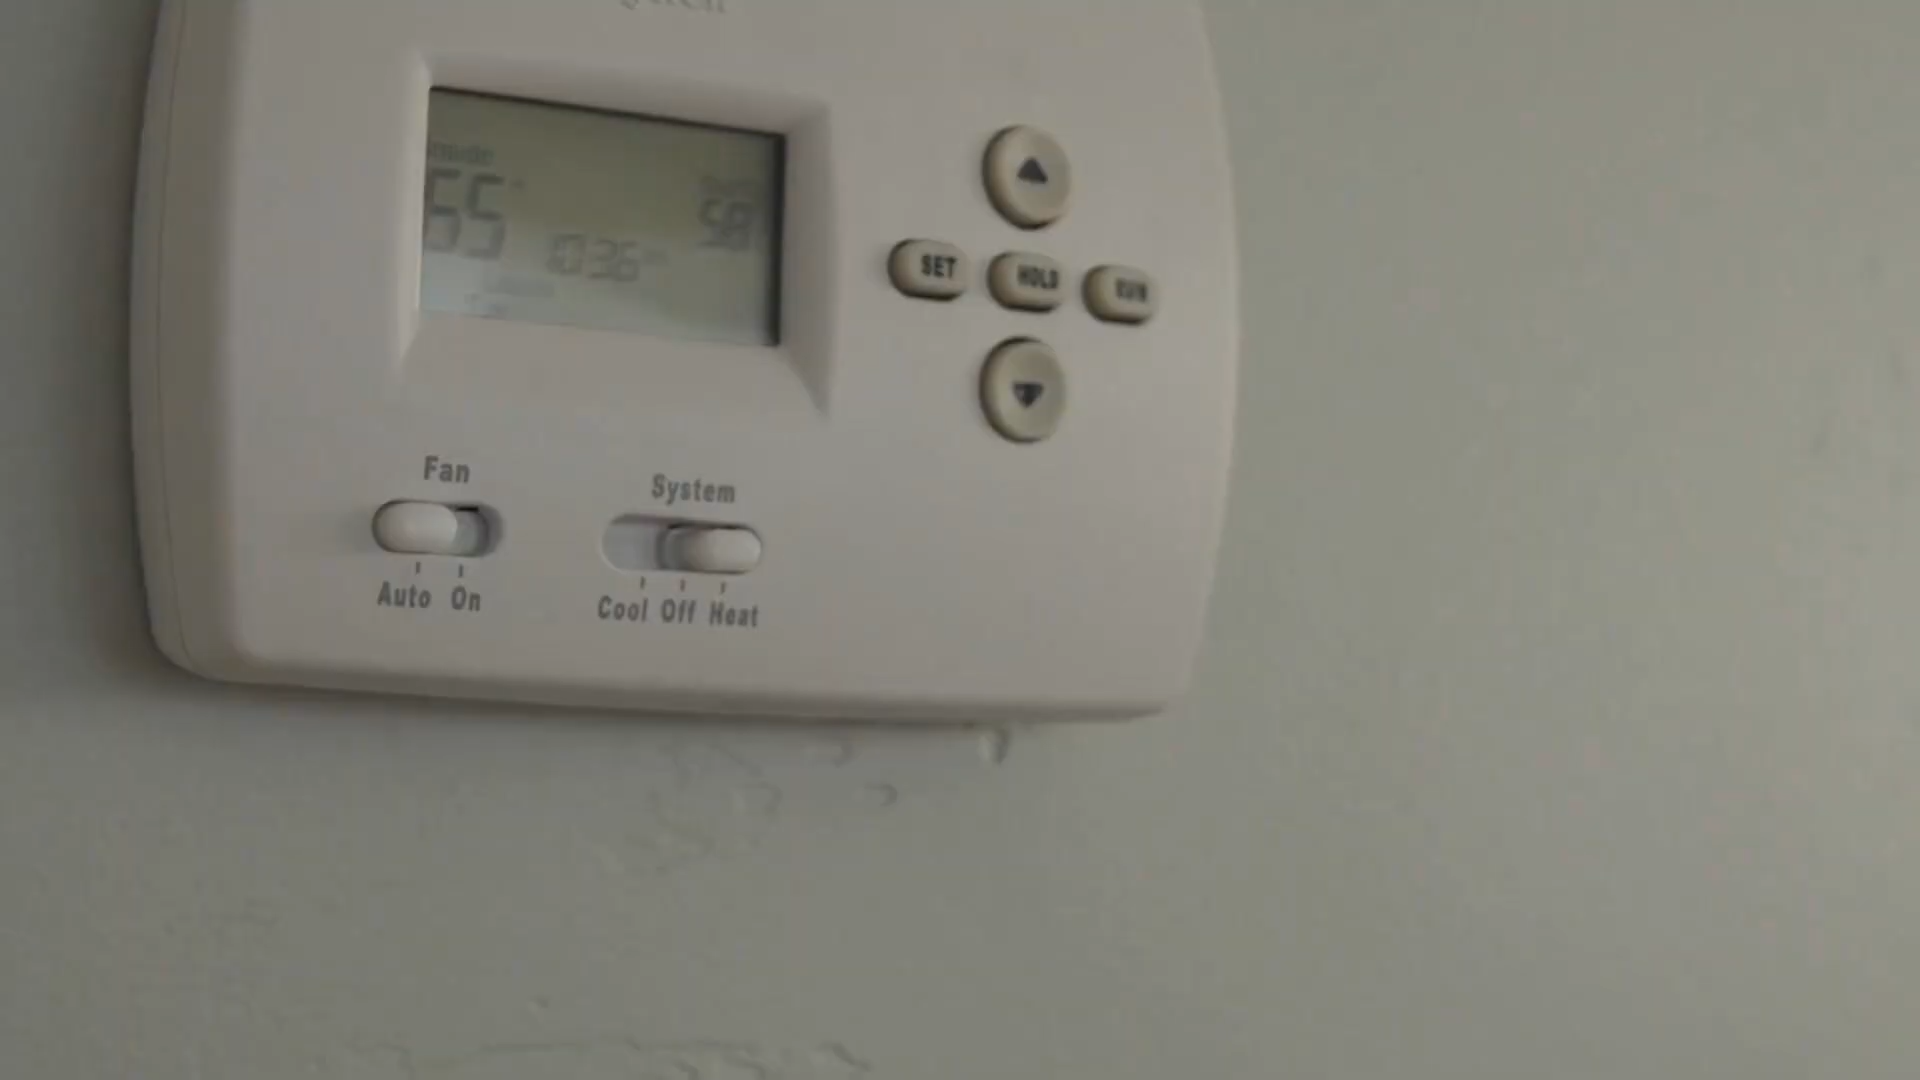 65
58
10:36
SET HOLD RUN
Fan
System
Auto On
Cool Off Heat